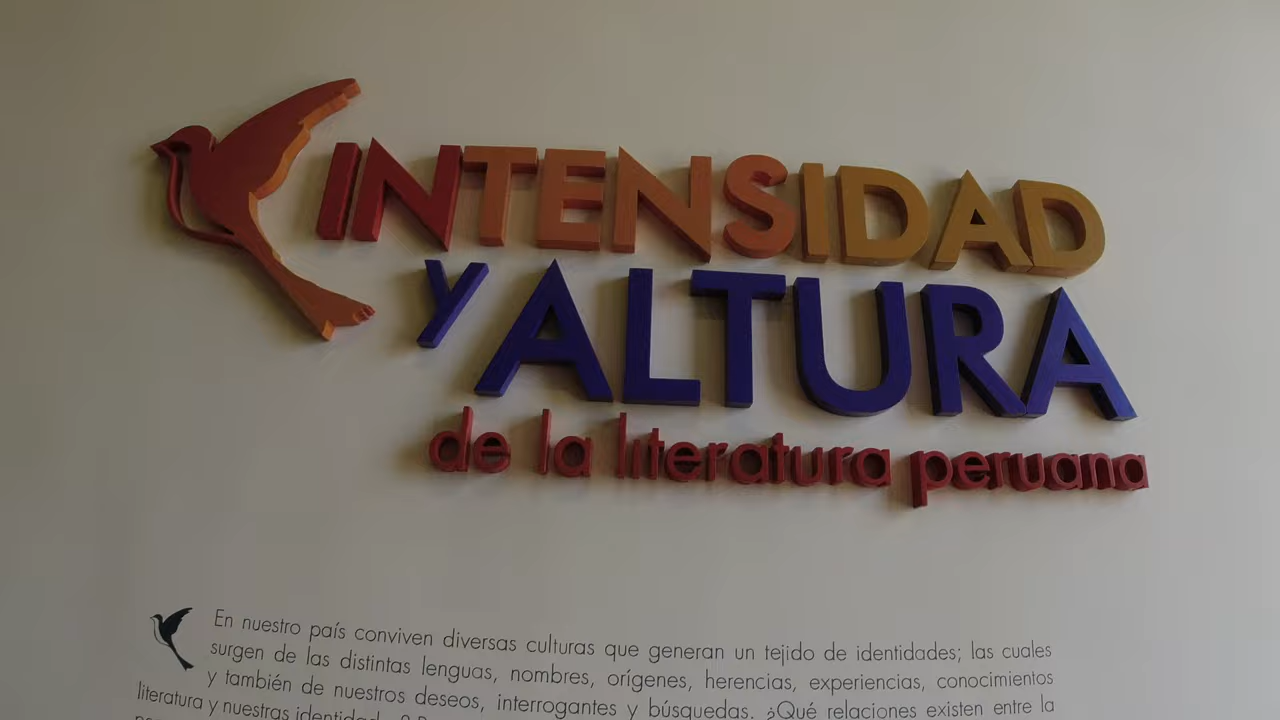 INTENSIDAD
Y ALTURA
de la literatura peruana
En nuestro país conviven diversas culturas que generan un tejido de identidades; las cuales
surgen de las distintas lenguas, nombres, orígenes, herencias, experiencias, conocimientos
y también de nuestros deseos, interrogantes y búsquedas. ¿Qué relaciones existen entre la
literatura y nuestras